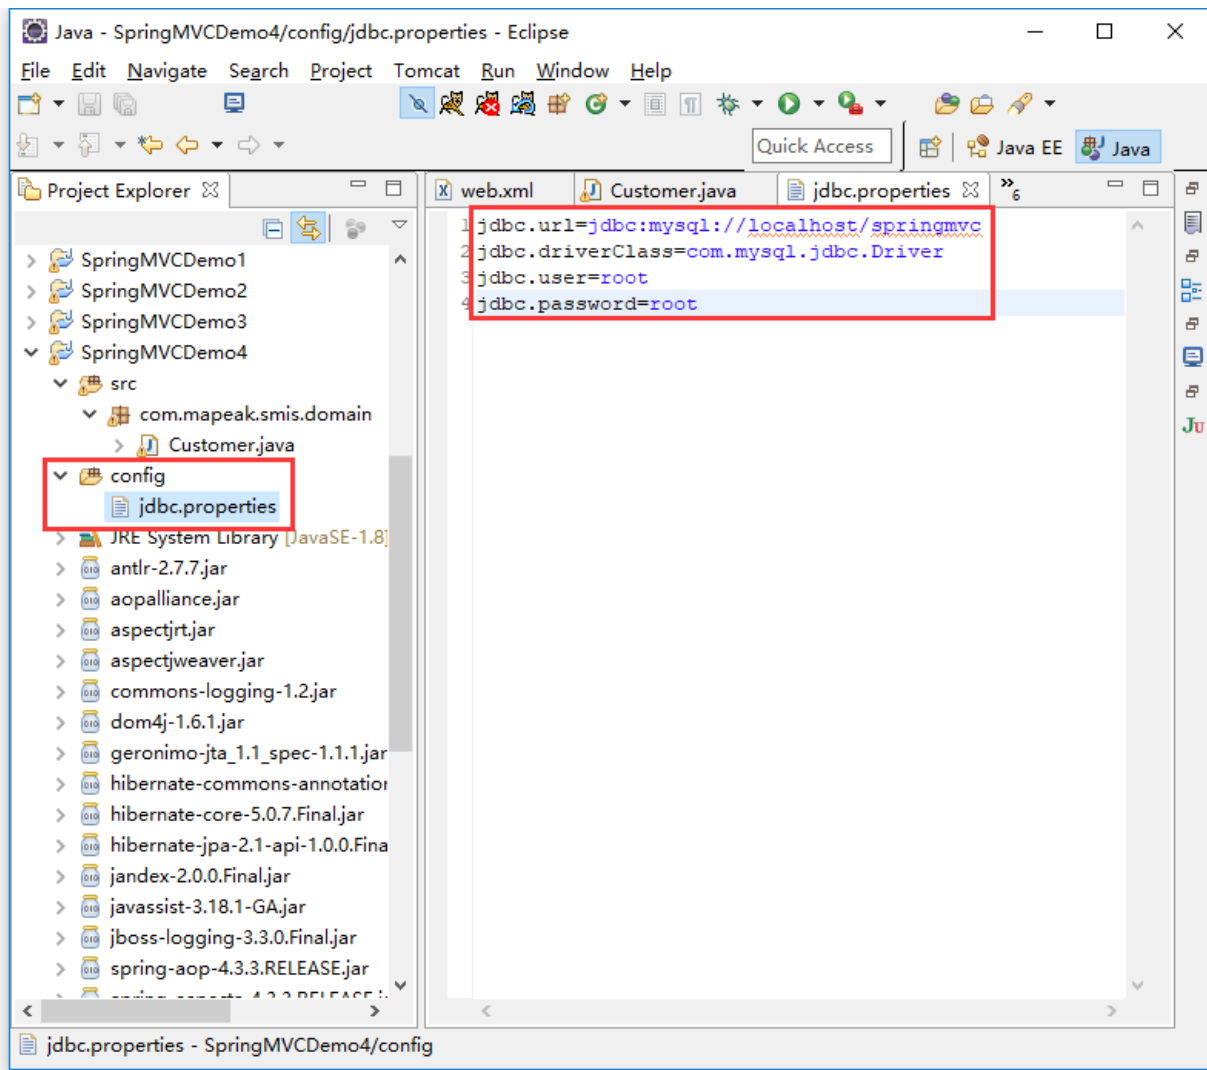 Java - SpringMVCDemo4/config/jdbc.properties - Eclipse
File Edit Navigate Search Project Tomcat Run Window Help
Quick Access
Java EE
Java
Project Explorer
web.xml
Customer.java
jdbc.properties
»6
SpringMVCDemo1
SpringMVCDemo2
SpringMVCDemo3
SpringMVCDemo4
src
com.mapeak.smis.domain
Customer.java
config
jdbc.properties
JRE System Library [JavaSE-1.8]
antlr-2.7.7.jar
aopalliance.jar
aspectjrt.jar
aspectjweaver.jar
commons-logging-1.2.jar
dom4j-1.6.1.jar
geronimo-jta_1.1_spec-1.1.1.jar
hibernate-commons-annotation
hibernate-core-5.0.7.Final.jar
hibernate-jpa-2.1-api-1.0.0.Fina
jandex-2.0.0.Final.jar
javassist-3.18.1-GA.jar
jboss-logging-3.3.0.Final.jar
spring-aop-4.3.3.RELEASE.jar
1 jdbc.url=jdbc:mysql://localhost/springmvc
2 jdbc.driverClass=com.mysql.jdbc.Driver
3 jdbc.user=root
4 jdbc.password=root
Ju
jdbc.properties - SpringMVCDemo4/config